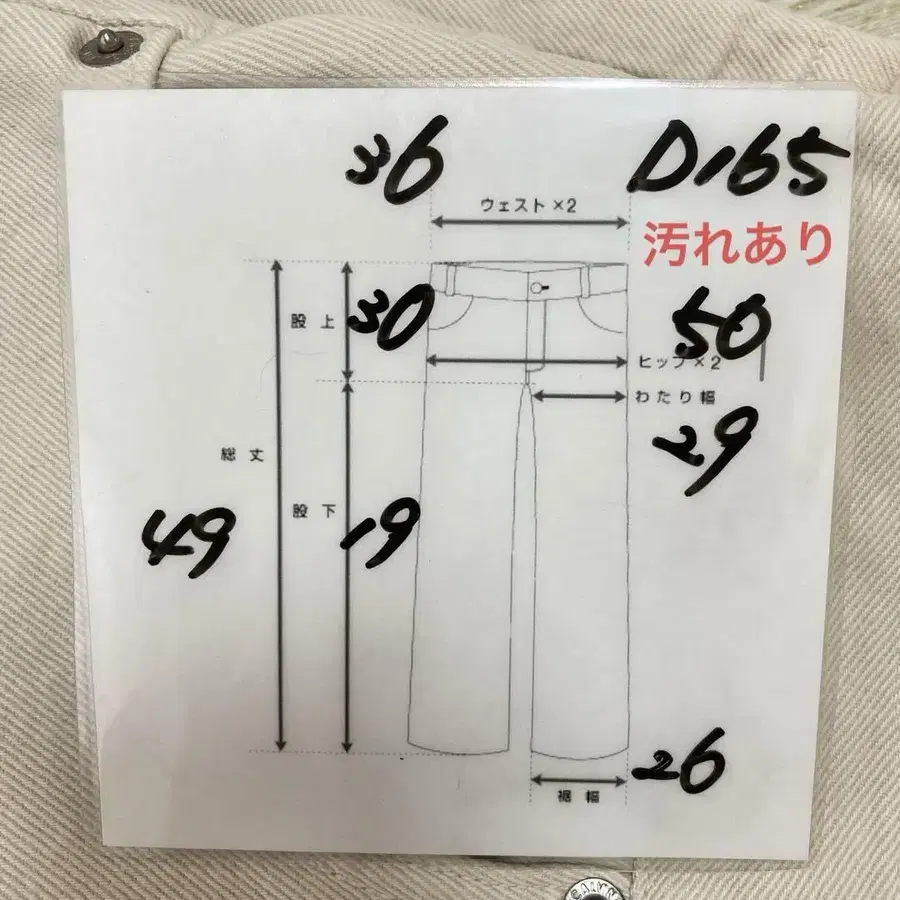 36
D165
ウェスト×2
汚れあり
股上
30
50
ヒップ×2
わたり幅
29
総丈
股下
49
19
26
裾幅